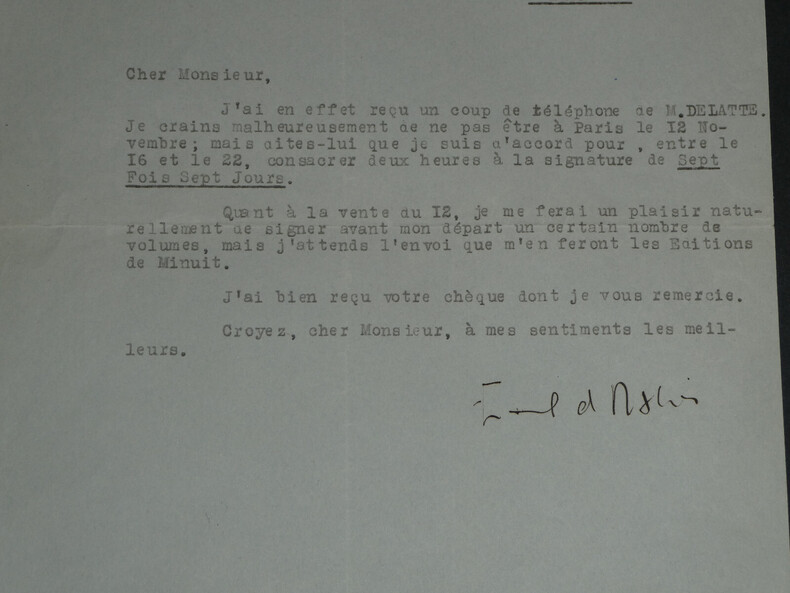 Cher Monsieur,
J'ai en effet reçu un coup de téléphone de M.DELATTE.
Je crains malheureusement de ne pas être à Paris le I2 No-
vembre; mais dites-lui que je suis d'accord pour , entre le
I6 et le 22, consacrer deux heures à la signature de Sept
Fois Sept Jours.
Quant à la vente du I2, je me ferai un plaisir natu-
rellement de signer avant mon départ un certain nombre de
volumes, mais j'attends l'envoi que m'en feront les Editions
de Minuit.
J'ai bien reçu votre chèque dont je vous remercie.
Croyez, cher Monsieur, à mes sentiments les meil-
leurs.